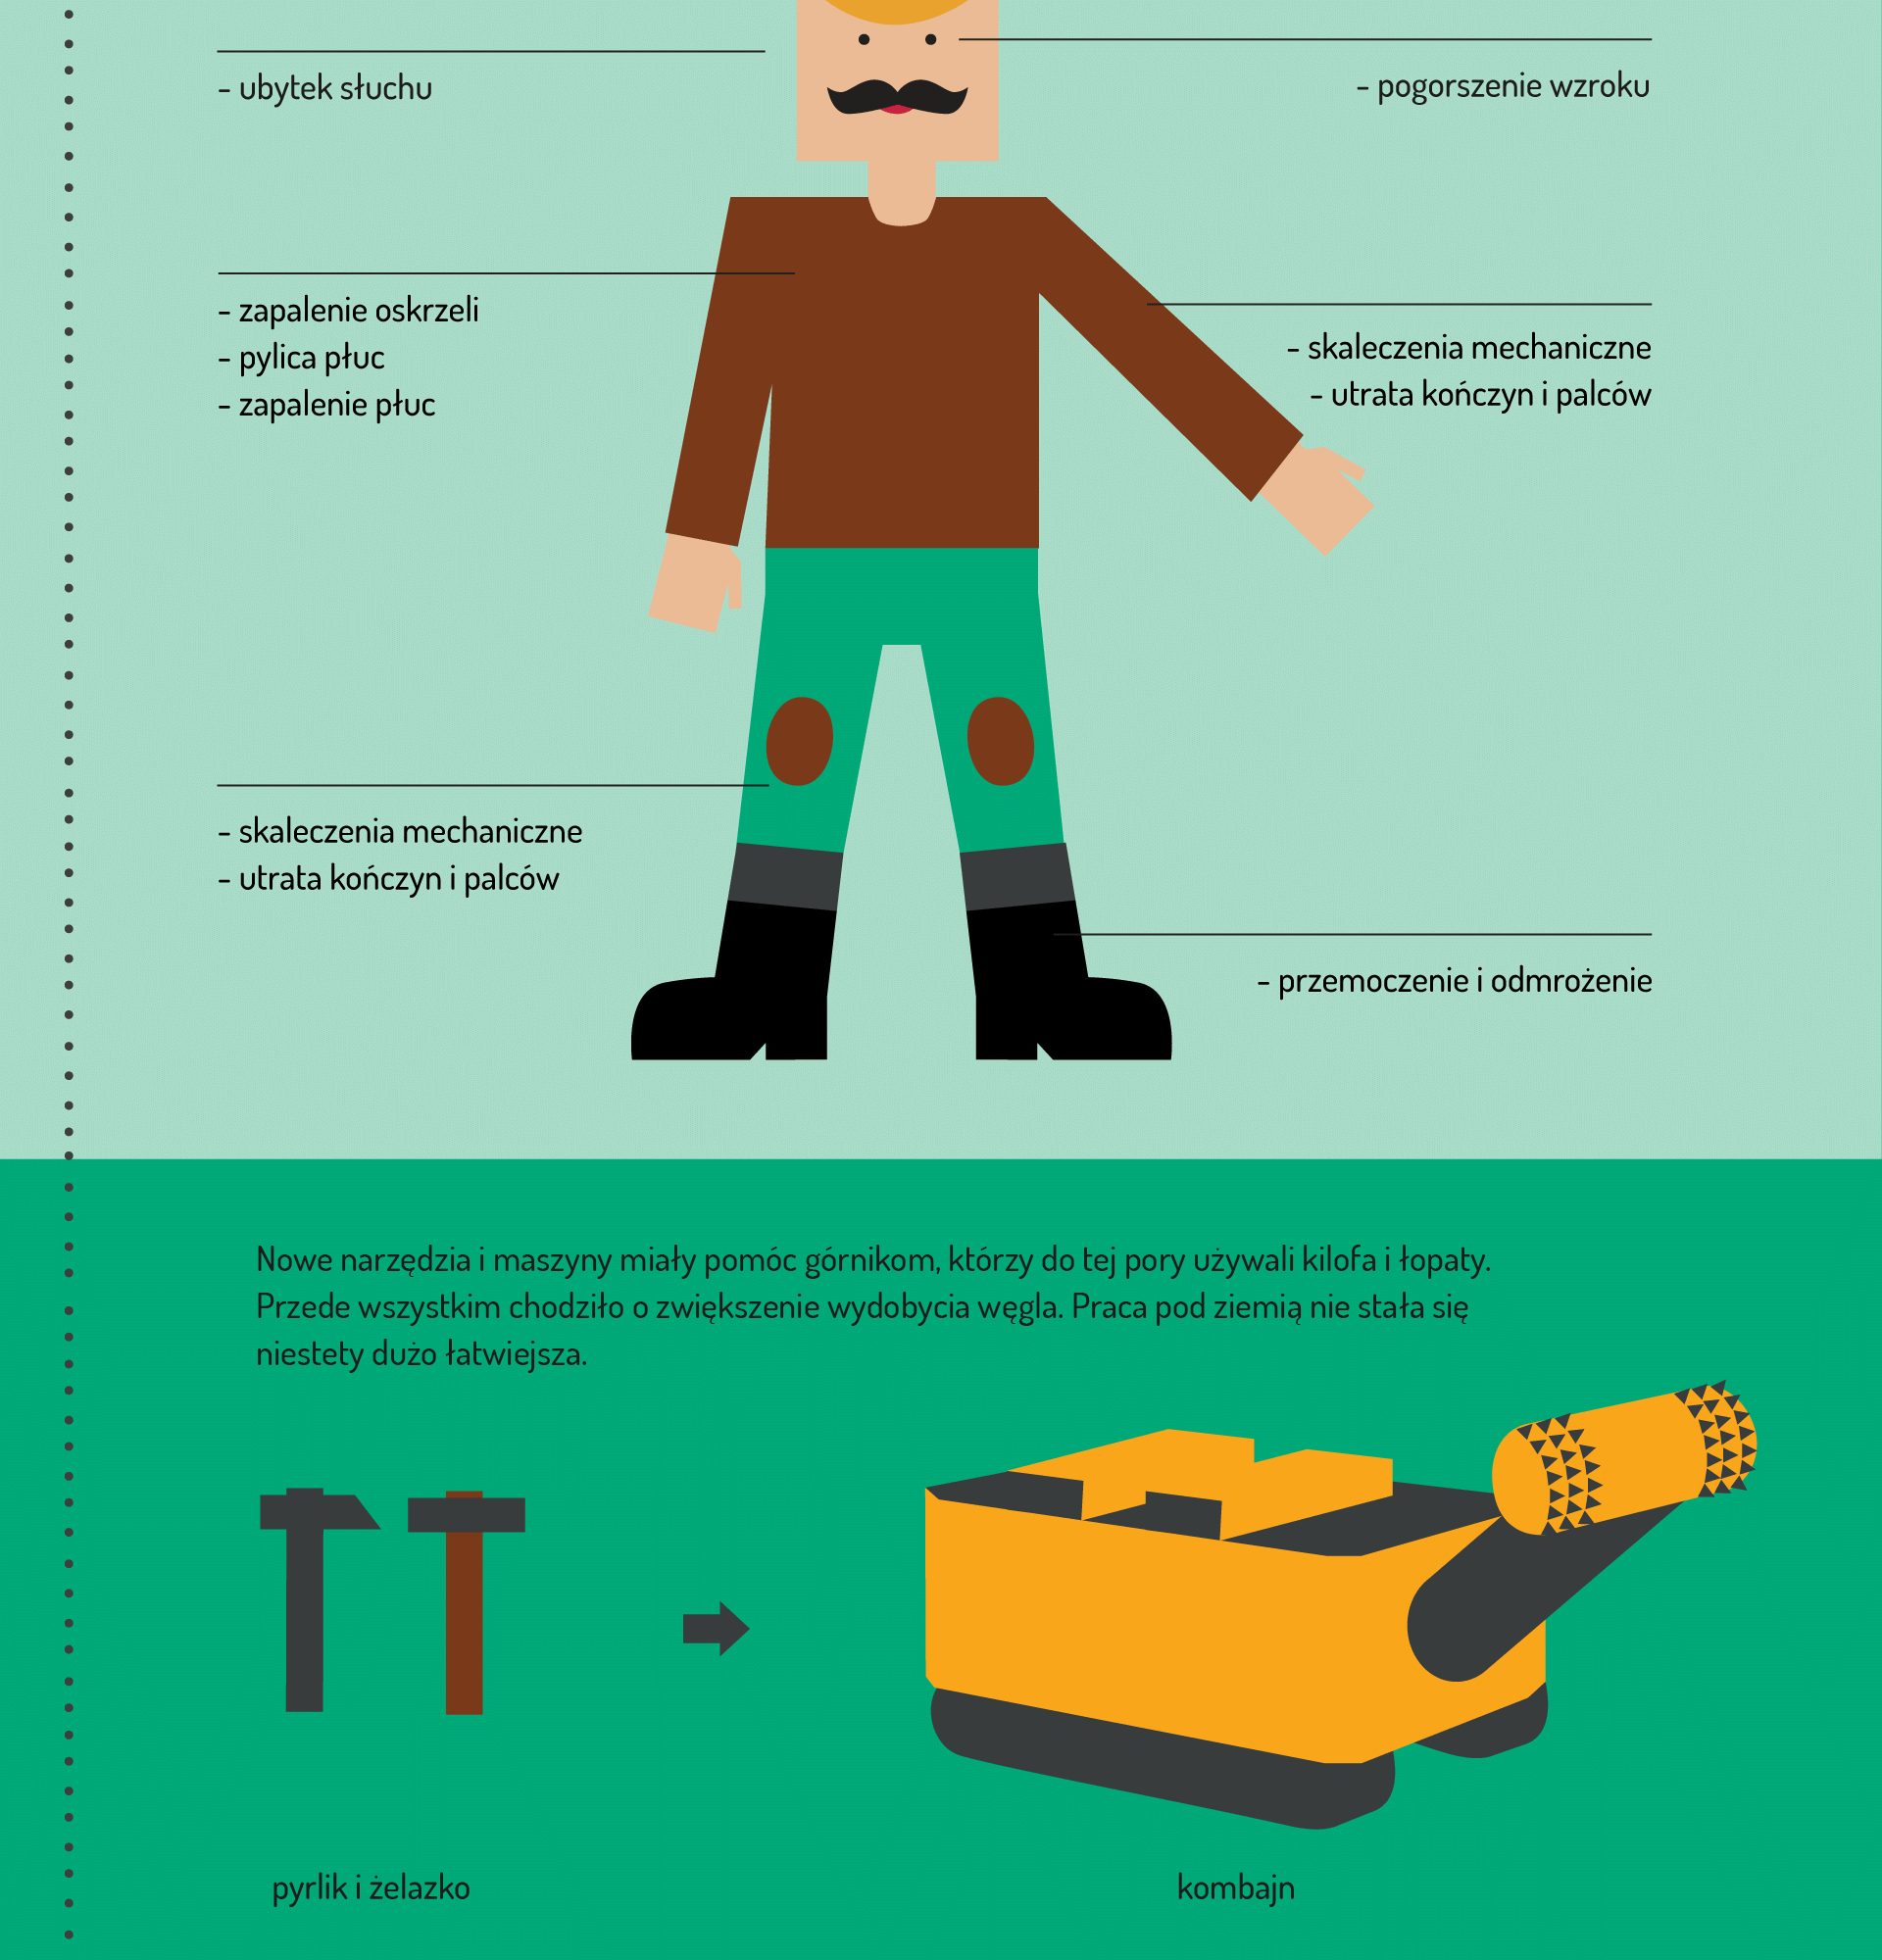 - ubytek słuchu
- pogorszenie wzroku
- zapalenie oskrzeli
- pylica płuc
- zapalenie płuc
- skaleczenia mechaniczne
- utrata kończyn i palców
- skaleczenia mechaniczne
- utrata kończyn i palców
- przemoczenie i odmrożenie
Nowe narzędzia i maszyny miały pomóc górnikom, którzy do tej pory używali kilofa i łopaty.
Przede wszystkim chodziło o zwiększenie wydobycia węgla. Praca pod ziemią nie stała się
niestety dużo łatwiejsza.
pyrlik i żelazko
kombajn